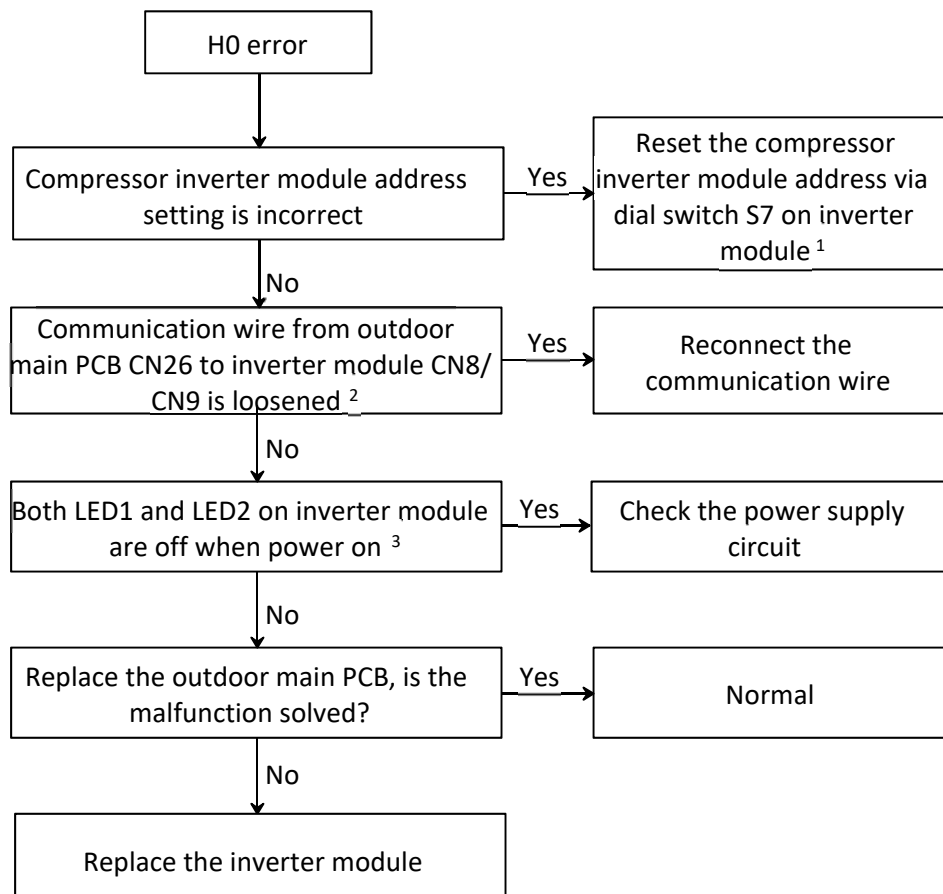 H0 error
Compressor inverter module address
setting is incorrect
Yes
Reset the compressor
inverter module address via
dial switch S7 on inverter
module 1
No
Communication wire from outdoor
main PCB CN26 to inverter module CN8/
CN9 is loosened 2
Yes
Reconnect the
communication wire
No
Both LED1 and LED2 on inverter module
are off when power on 3
Yes
Check the power supply
circuit
No
Replace the outdoor main PCB, is the
malfunction solved?
Yes
Normal
No
Replace the inverter module